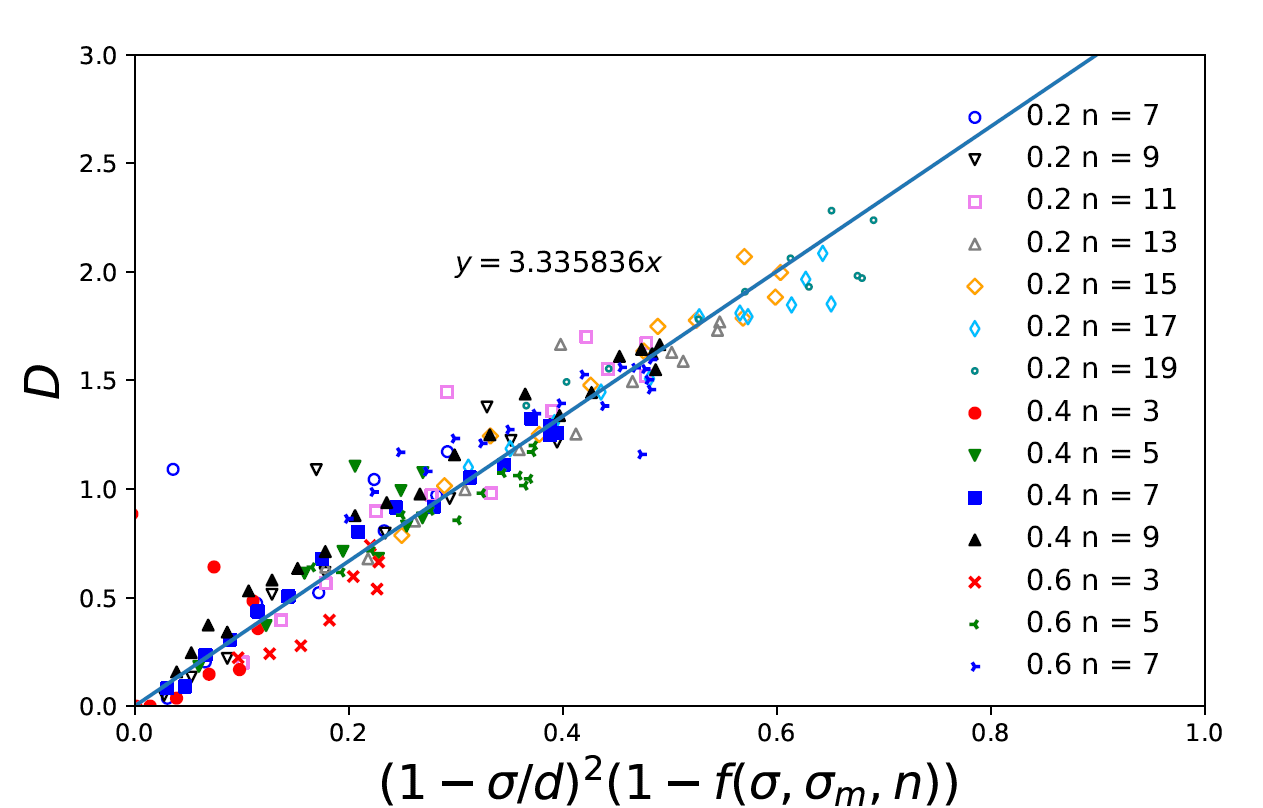 3.0
2.5
2.0
1.5
1.0
0.5
0.0
D
y = 3.335836x
0.2 n = 7
0.2 n = 9
0.2 n = 11
0.2 n = 13
0.2 n = 15
0.2 n = 17
0.2 n = 19
0.4 n = 3
0.4 n = 5
0.4 n = 7
0.4 n = 9
0.6 n = 3
0.6 n = 5
0.6 n = 7
0.0 0.2 0.4 0.6 0.8 1.0
(1 − σ/d)²(1 − f(σ, σₘ, n))